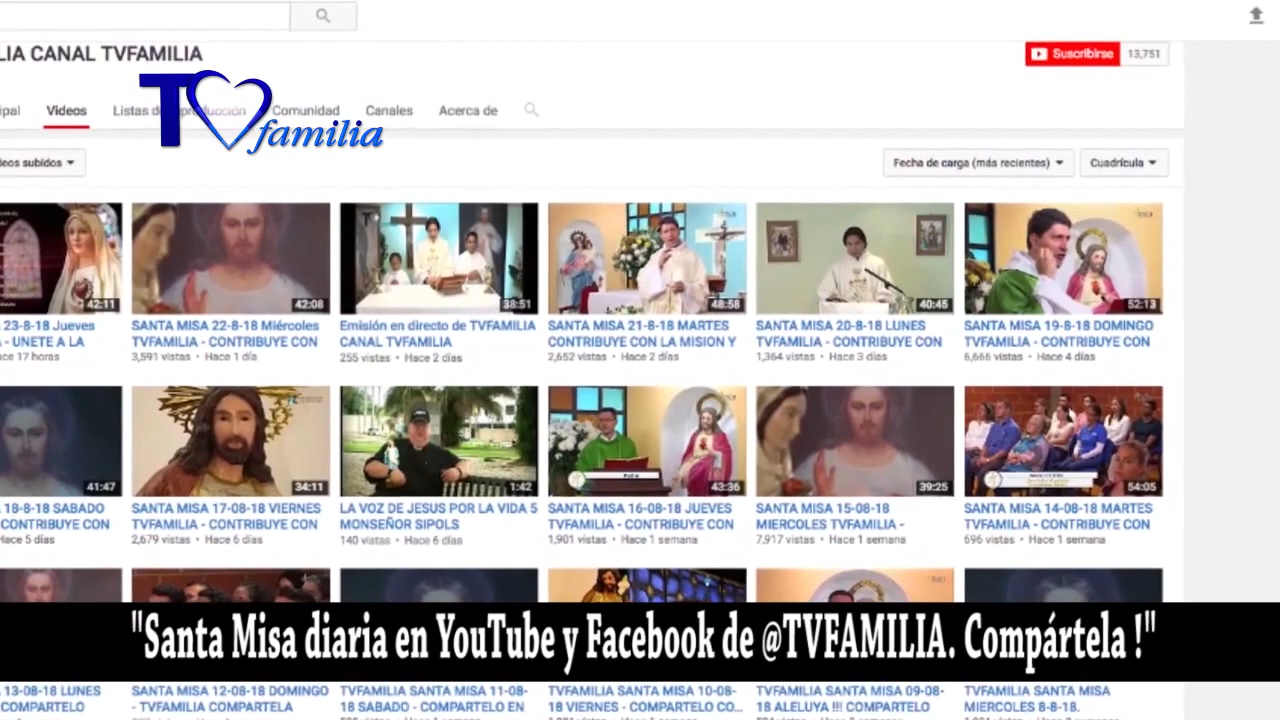 LIA CANAL TVFAMILIA
Suscribirse 13,751
T familia
ipal Videos Listas de reproducción Comunidad Canales Acerca de
deos subidos Fecha de carga (más recientes) Cuadrícula
42:11 42:08 38:51 48:58 40:45 52:13
23-8-18 Jueves
- UNETE A LA
ce 17 horas
SANTA MISA 22-8-18 Miércoles
TVFAMILIA - CONTRIBUYE CON
3,591 vistas • Hace 1 día
Emisión en directo de TVFAMILIA
CANAL TVFAMILIA
255 vistas • Hace 2 días
SANTA MISA 21-8-18 MARTES
CONTRIBUYE CON LA MISION Y
2,652 vistas • Hace 2 días
SANTA MISA 20-8-18 LUNES
TVFAMILIA - CONTRIBUYE CON
1,364 vistas • Hace 3 días
SANTA MISA 19-8-18 DOMINGO
TVFAMILIA - CONTRIBUYE CON
6,666 vistas • Hace 4 días
41:47 34:11 1:42 43:36 39:25 54:05
18-8-18 SABADO
CONTRIBUYE CON
Hace 5 días
SANTA MISA 17-08-18 VIERNES
TVFAMILIA - CONTRIBUYE CON
2,679 vistas • Hace 6 días
LA VOZ DE JESUS POR LA VIDA 5
MONSEÑOR SIPOLS
140 vistas • Hace 6 días
SANTA MISA 16-08-18 JUEVES
TVFAMILIA - CONTRIBUYE CON
1,901 vistas • Hace 1 semana
SANTA MISA 15-08-18
MIERCOLES TVFAMILIA -
7,917 vistas • Hace 1 semana
SANTA MISA 14-08-18 MARTES
TVFAMILIA - CONTRIBUYE CON
696 vistas • Hace 1 semana
"Santa Misa diaria en YouTube y Facebook de @TVFAMILIA. Compártela !"
13-08-18 LUNES
COMPARTELO
SANTA MISA 12-08-18 DOMINGO
- TVFAMILIA COMPARTELA
TVFAMILIA SANTA MISA 11-08-
18 SABADO - COMPARTELO EN
TVFAMILIA SANTA MISA 10-08-
18 VIERNES - COMPARTELO CO...
TVFAMILIA SANTA MISA 09-08-
18 ALELUYA !!! COMPARTELO
TVFAMILIA SANTA MISA
MIERCOLES 8-8-18.